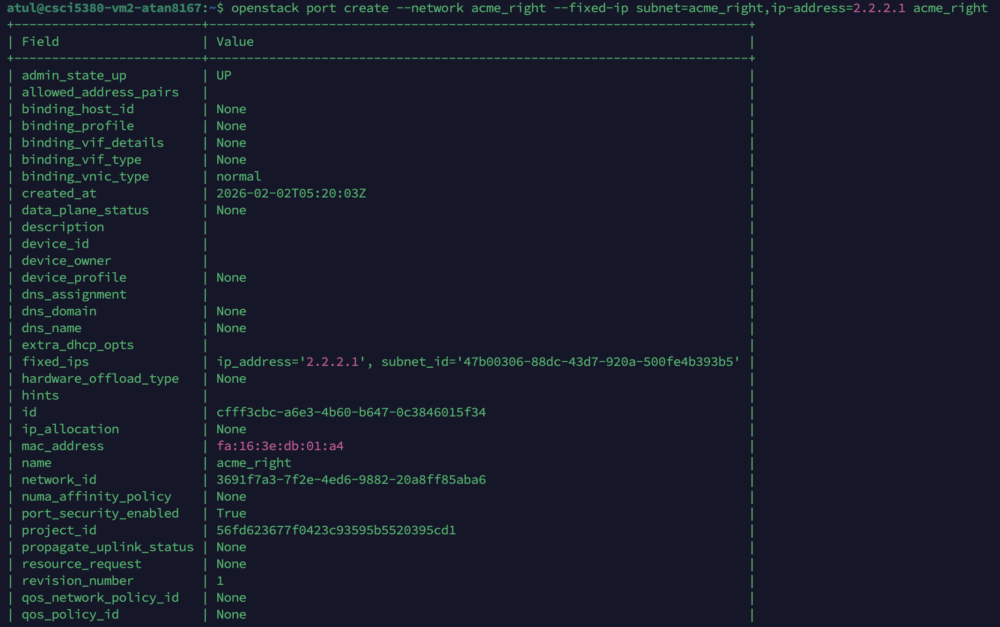 atul@csci5380-vm2-atan8167:~$ openstack port create --network acme_right --fixed-ip subnet=acme_right,ip-address=2.2.2.1 acme_right
+-------------------------+------------------------------------------------------------------------+
| Field                   | Value                                                                  |
+-------------------------+------------------------------------------------------------------------+
| admin_state_up          | UP                                                                     |
| allowed_address_pairs   |                                                                        |
| binding_host_id         | None                                                                   |
| binding_profile         | None                                                                   |
| binding_vif_details     | None                                                                   |
| binding_vif_type        | None                                                                   |
| binding_vnic_type       | normal                                                                 |
| created_at              | 2026-02-02T05:20:03Z                                                   |
| data_plane_status       | None                                                                   |
| description             |                                                                        |
| device_id               |                                                                        |
| device_owner            |                                                                        |
| device_profile          | None                                                                   |
| dns_assignment          |                                                                        |
| dns_domain              | None                                                                   |
| dns_name                | None                                                                   |
| extra_dhcp_opts         |                                                                        |
| fixed_ips               | ip_address='2.2.2.1', subnet_id='47b00306-88dc-43d7-920a-500fe4b393b5' |
| hardware_offload_type   | None                                                                   |
| hints                   |                                                                        |
| id                      | cfff3cbc-a6e3-4b60-b647-0c3846015f34                                   |
| ip_allocation           | None                                                                   |
| mac_address             | fa:16:3e:db:01:a4                                                      |
| name                    | acme_right                                                             |
| network_id              | 3691f7a3-7f2e-4ed6-9882-20a8ff85aba6                                   |
| numa_affinity_policy    | None                                                                   |
| port_security_enabled   | True                                                                   |
| project_id              | 56fd623677f0423c93595b5520395cd1                                       |
| propagate_uplink_status | None                                                                   |
| resource_request        | None                                                                   |
| revision_number         | 1                                                                      |
| qos_network_policy_id   | None                                                                   |
| qos_policy_id           | None                                                                   |